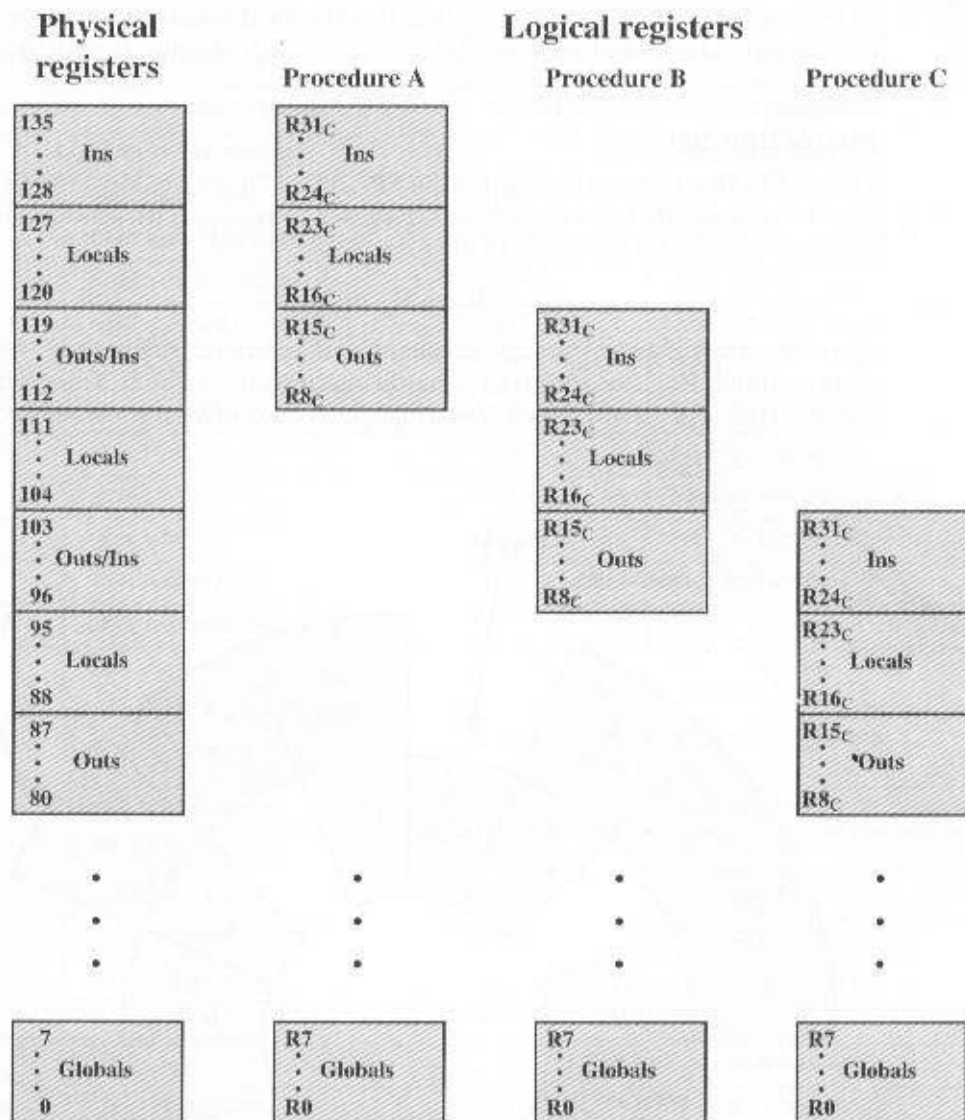 Physical registers
Logical registers
Procedure A
Procedure B
Procedure C
135
Ins
128
127
Locals
120
119
Outs/Ins
112
111
Locals
104
103
Outs/Ins
96
95
Locals
88
87
Outs
80
7
Globals
0
R31C
Ins
R24C
R23C
Locals
R16C
R15C
Outs
R8C
R7
Globals
R0
R31C
Ins
R24C
R23C
Locals
R16C
R15C
Outs
R8C
R7
Globals
R0
R31C
Ins
R24C
R23C
Locals
R16C
R15C
Outs
R8C
R7
Globals
R0